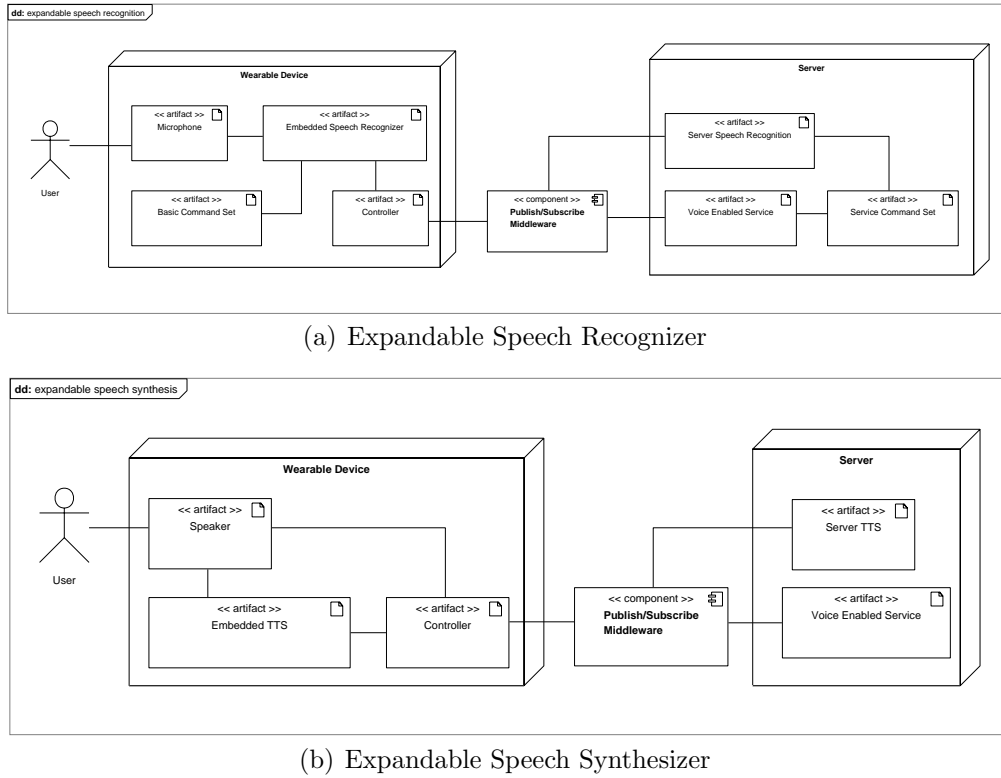 dd: expandable speech recognition
Wearable Device
Server
<< artifact >>
Microphone
<< artifact >>
Embedded Speech Recognizer
<< artifact >>
Server Speech Recognition
User
<< artifact >>
Basic Command Set
<< artifact >>
Controller
<< component >>
Publish/Subscribe
Middleware
<< artifact >>
Voice Enabled Service
<< artifact >>
Service Command Set
(a) Expandable Speech Recognizer
dd: expandable speech synthesis
Wearable Device
Server
<< artifact >>
Speaker
<< artifact >>
Server TTS
User
<< artifact >>
Embedded TTS
<< artifact >>
Controller
<< component >>
Publish/Subscribe
Middleware
<< artifact >>
Voice Enabled Service
(b) Expandable Speech Synthesizer